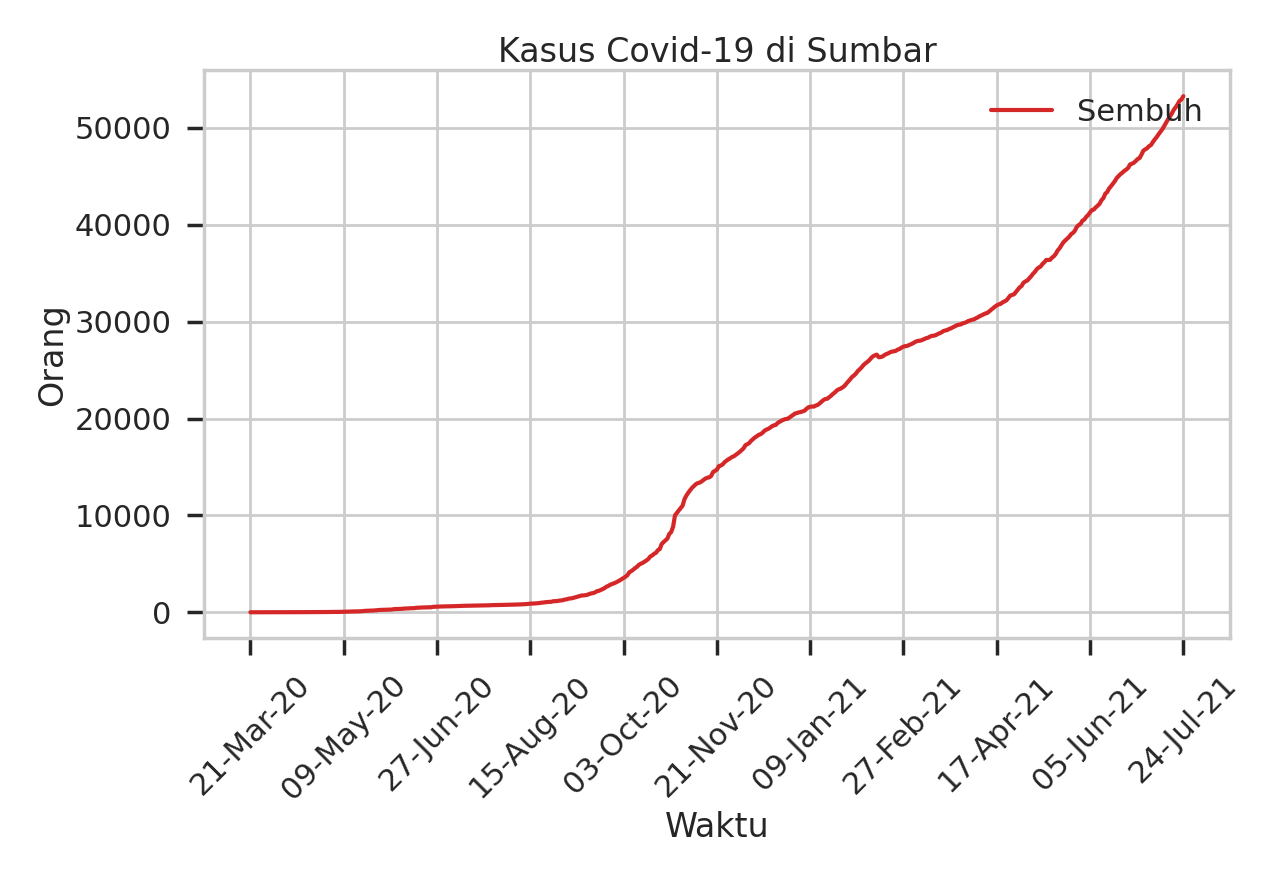 Kasus Covid-19 di Sumbar
Sembuh
50000
40000
30000
20000
10000
0
Orang
21-Mar-20
09-May-20
27-Jun-20
15-Aug-20
03-Oct-20
21-Nov-20
09-Jan-21
27-Feb-21
17-Apr-21
05-Jun-21
24-Jul-21
Waktu